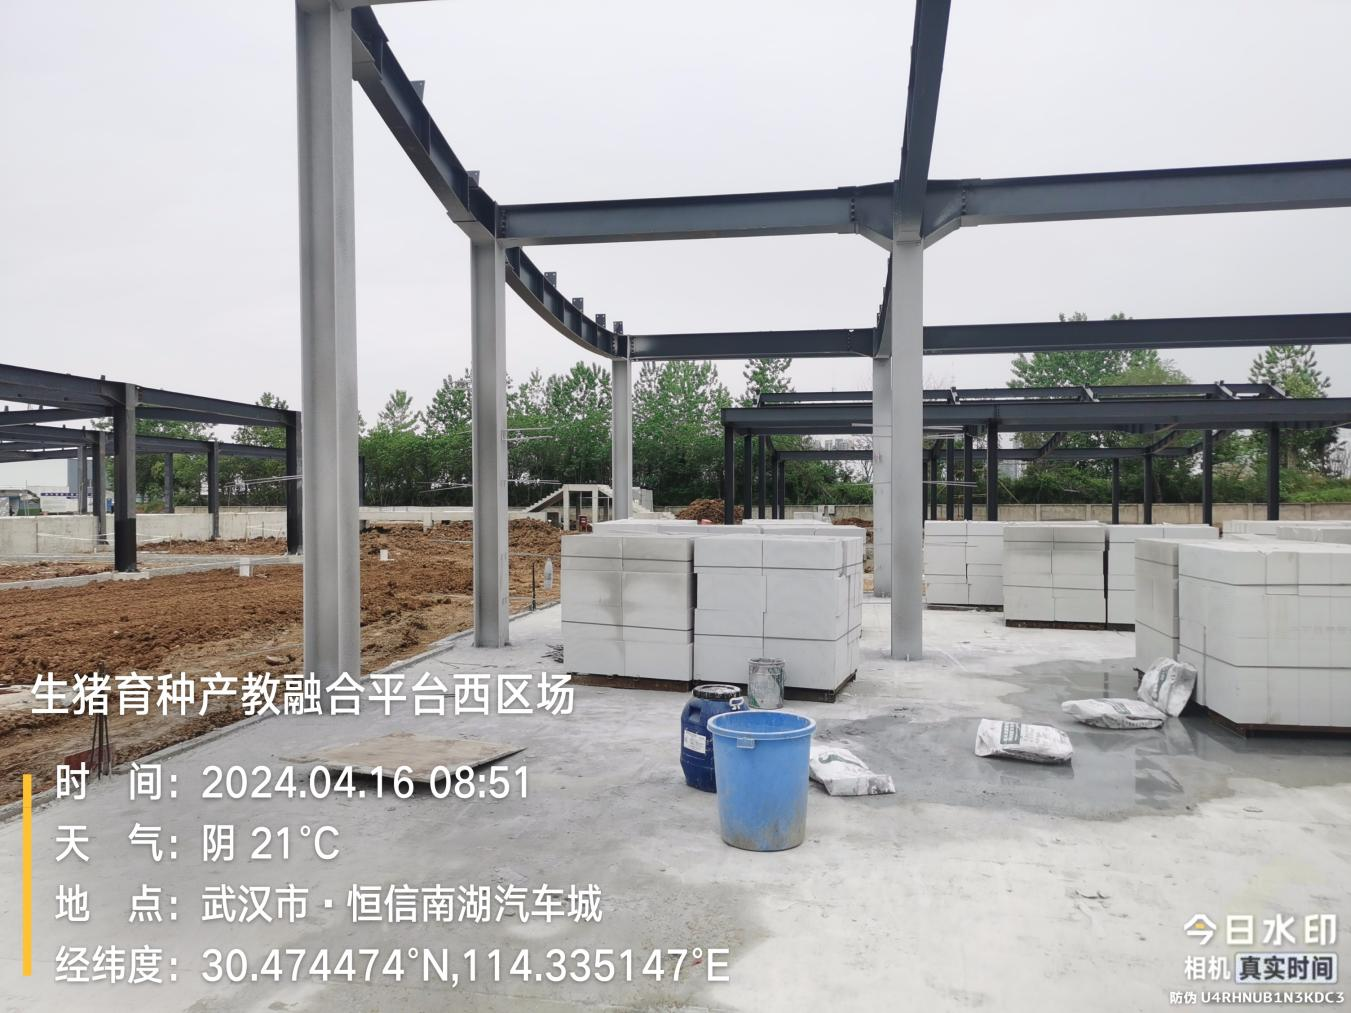 生猪育种产教融合平台西区场
时 间：2024.04.16 08:51
天 气：阴 21℃
地 点：武汉市·恒信南湖汽车城
经纬度：30.474474°N,114.335147°E
今日水印
相机 真实时间
防伪 U4RHNUB1N3KDC3